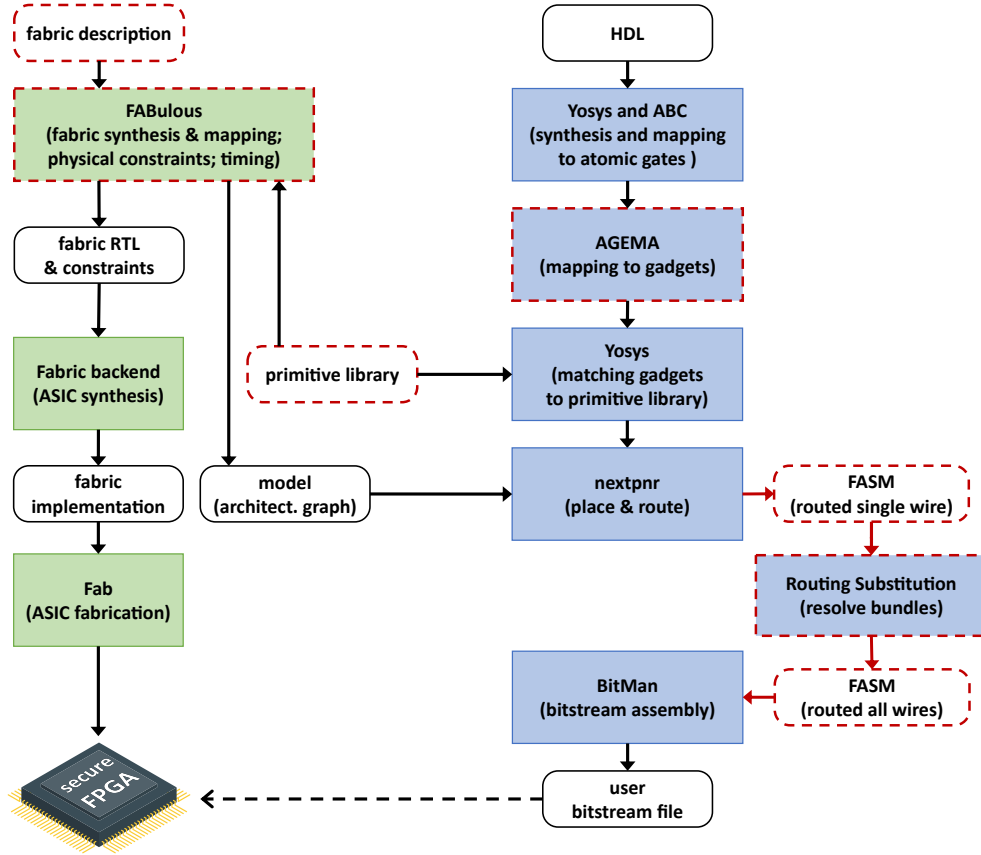 fabric description
FABulous
(fabric synthesis & mapping;
physical constraints; timing)
fabric RTL
& constraints
Fabric backend
(ASIC synthesis)
fabric
implementation
Fab
(ASIC fabrication)
secure
FPGA
primitive library
model
(architect. graph)
HDL
Yosys and ABC
(synthesis and mapping
to atomic gates )
AGEMA
(mapping to gadgets)
Yosys
(matching gadgets
to primitive library)
nextpnr
(place & route)
FASM
(routed single wire)
Routing Substitution
(resolve bundles)
FASM
(routed all wires)
BitMan
(bitstream assembly)
user
bitstream file